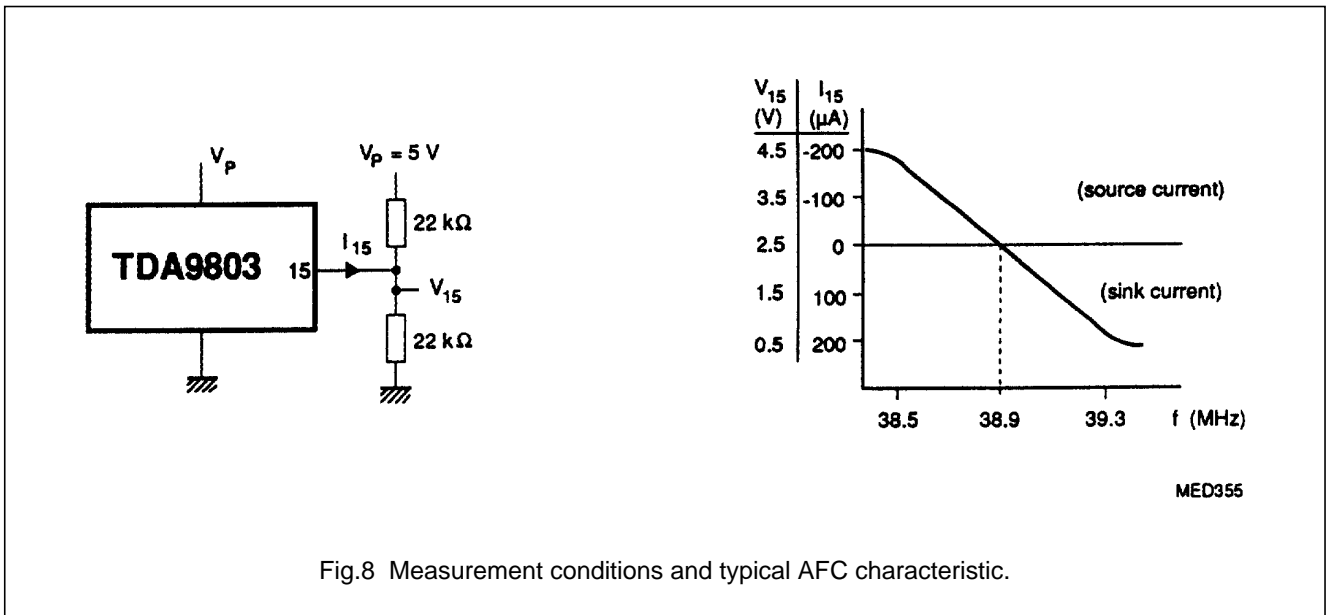 V_P
V_P = 5 V
22 kΩ
I_15
TDA9803
15
V_15
22 kΩ
V_15 I_15
(V) (μA)
4.5 -200
3.5 -100
2.5 0
1.5 100
0.5 200
(source current)
(sink current)
38.5 38.9 39.3 f (MHz)
MED355
Fig.8 Measurement conditions and typical AFC characteristic.